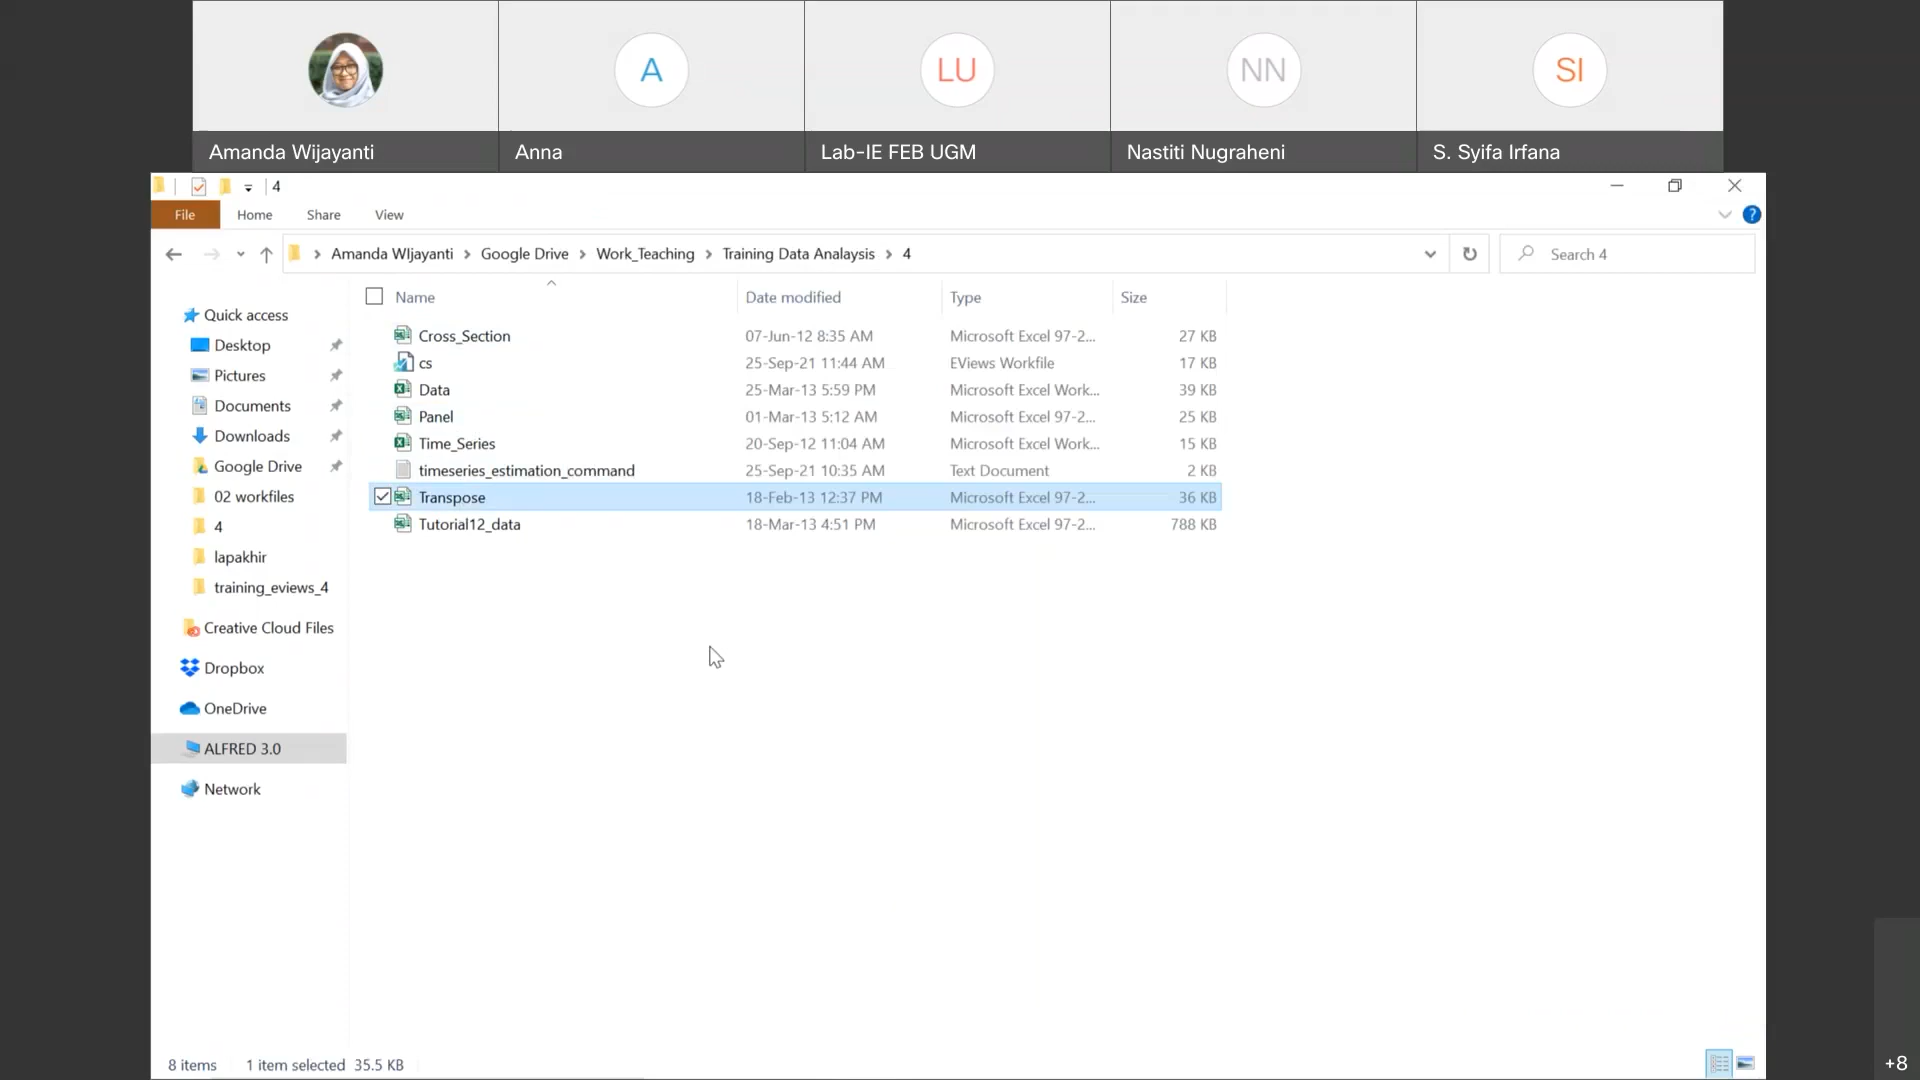 A LU NN SI
Amanda Wijayanti Anna Lab-IE FEB UGM Nastiti Nugraheni S. Syifa Irfana
4
File Home Share View
Amanda WIjayanti > Google Drive > Work_Teaching > Training Data Analaysis > 4 Search 4
Name Date modified Type Size
Quick access
Desktop
Pictures
Documents
Downloads
Google Drive
02 workfiles
4
lapakhir
training_eviews_4
Creative Cloud Files
Dropbox
OneDrive
ALFRED 3.0
Network
Cross_Section 07-Jun-12 8:35 AM Microsoft Excel 97-2... 27 KB
cs 25-Sep-21 11:44 AM EViews Workfile 17 KB
Data 25-Mar-13 5:59 PM Microsoft Excel Work... 39 KB
Panel 01-Mar-13 5:12 AM Microsoft Excel 97-2... 25 KB
Time_Series 20-Sep-12 11:04 AM Microsoft Excel Work... 15 KB
timeseries_estimation_command 25-Sep-21 10:35 AM Text Document 2 KB
Transpose 18-Feb-13 12:37 PM Microsoft Excel 97-2... 36 KB
Tutorial12_data 18-Mar-13 4:51 PM Microsoft Excel 97-2... 788 KB
8 items 1 item selected 35.5 KB
+8